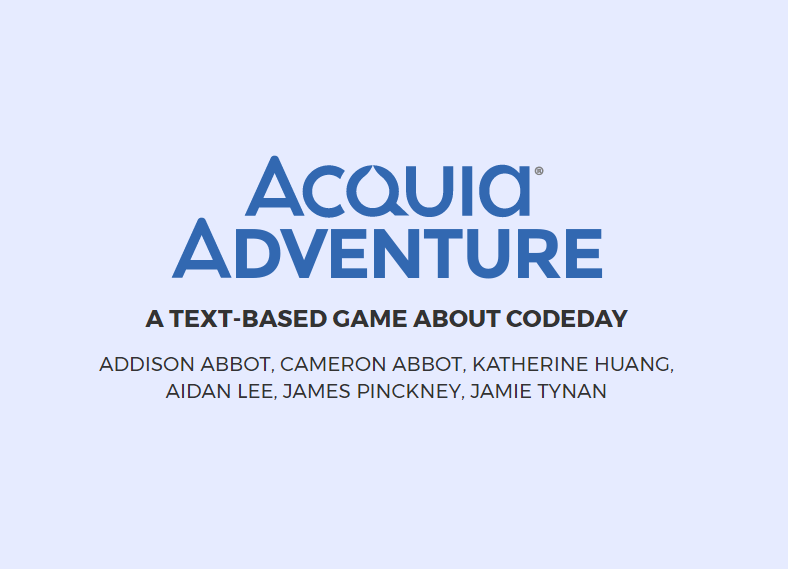 ACQUIA®
ADVENTURE
A TEXT-BASED GAME ABOUT CODEDAY
ADDISON ABBOT, CAMERON ABBOT, KATHERINE HUANG,
AIDAN LEE, JAMES PINCKNEY, JAMIE TYNAN